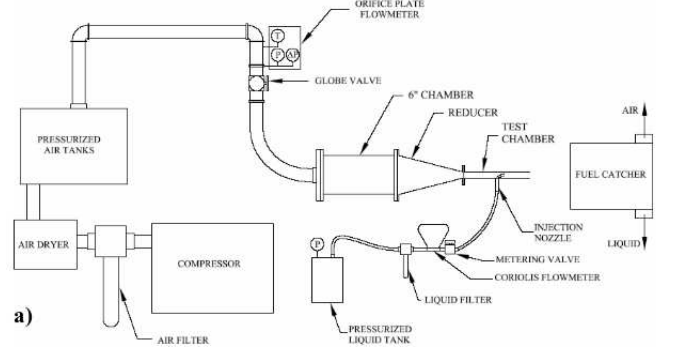 ORIFICE PLATE
FLOWMETER
T
P
ΔP
GLOBE VALVE
6" CHAMBER
REDUCER
TEST
CHAMBER
AIR
PRESSURIZED
AIR TANKS
FUEL CATCHER
INJECTION
NOZZLE
LIQUID
AIR DRYER
COMPRESSOR
P
METERING VALVE
CORIOLIS FLOWMETER
LIQUID FILTER
a)
PRESSURIZED
LIQUID TANK
AIR FILTER